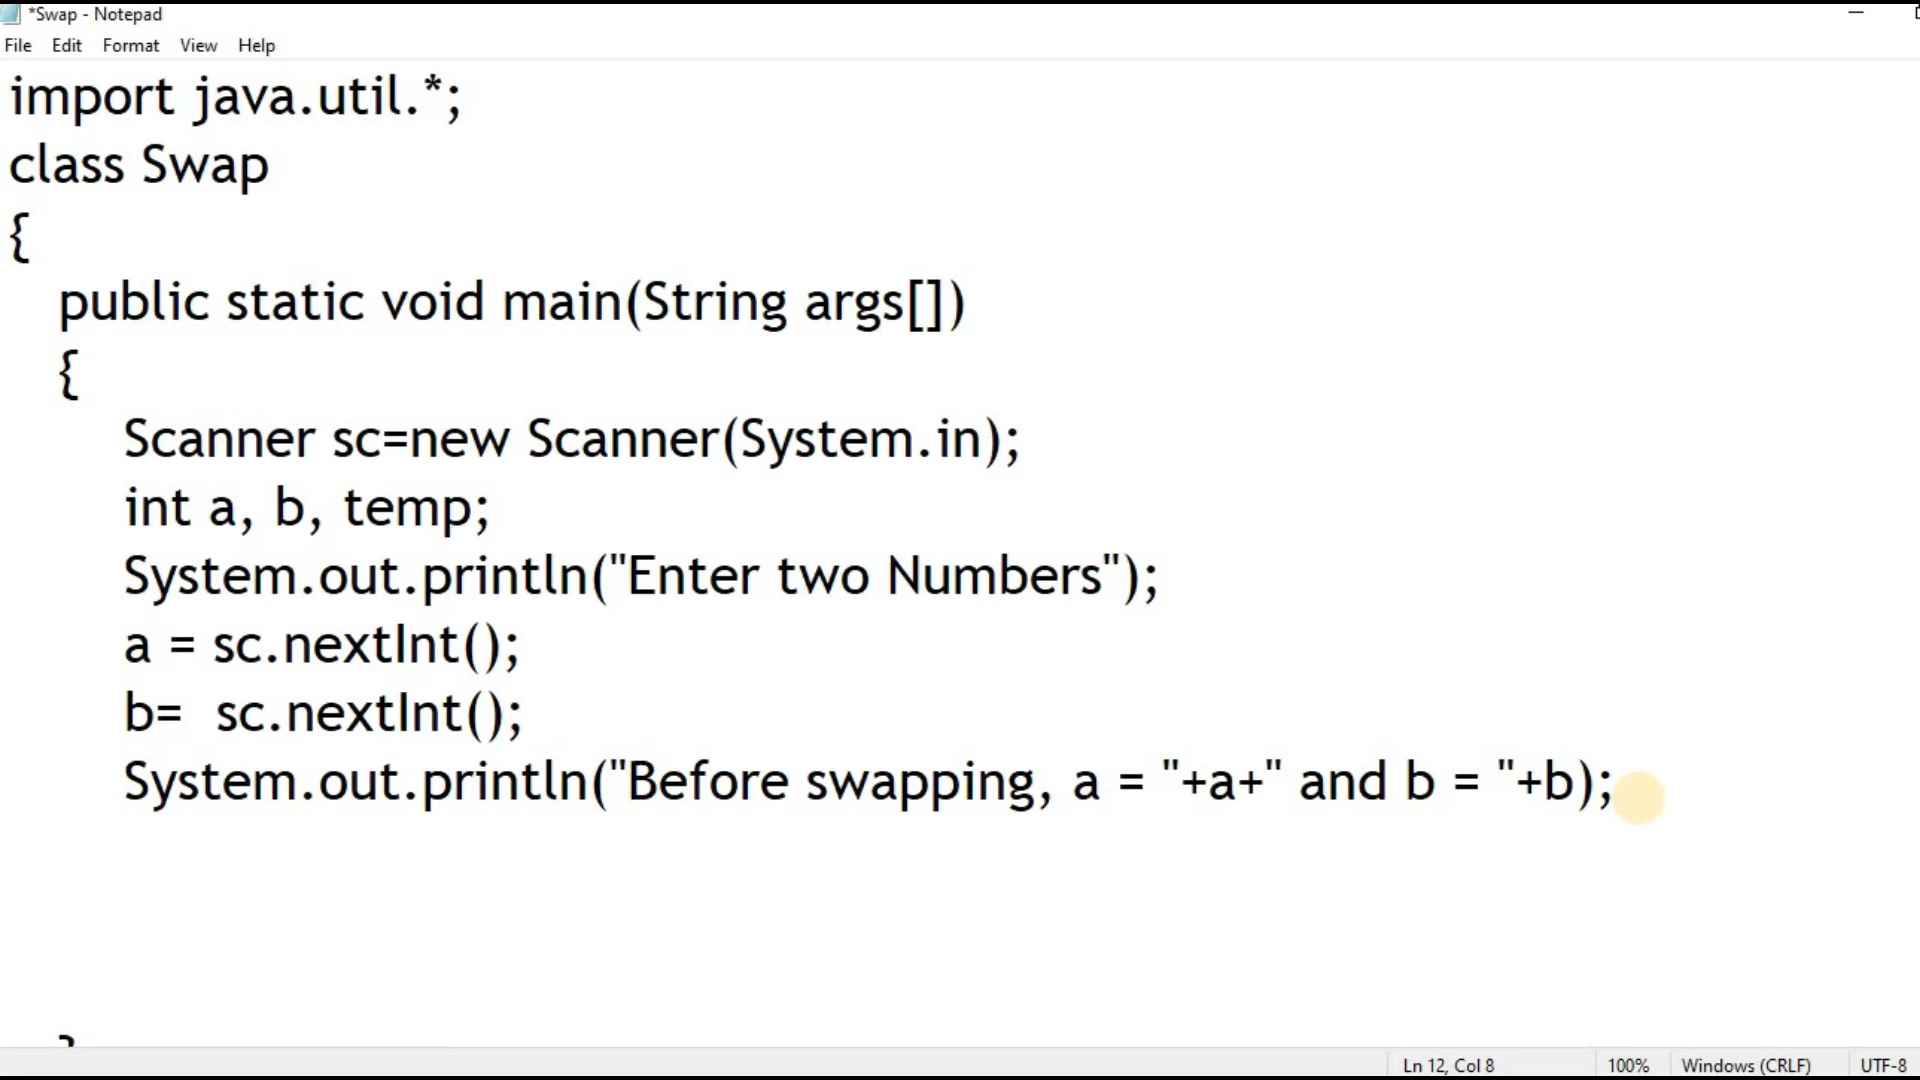 *Swap - Notepad
File Edit Format View Help
import java.util.*;
class Swap
{
public static void main(String args[])
{
Scanner sc=new Scanner(System.in);
int a, b, temp;
System.out.println("Enter two Numbers");
a = sc.nextInt();
b=  sc.nextInt();
System.out.println("Before swapping, a = "+a+" and b = "+b);
Ln 12, Col 8 100% Windows (CRLF) UTF-8